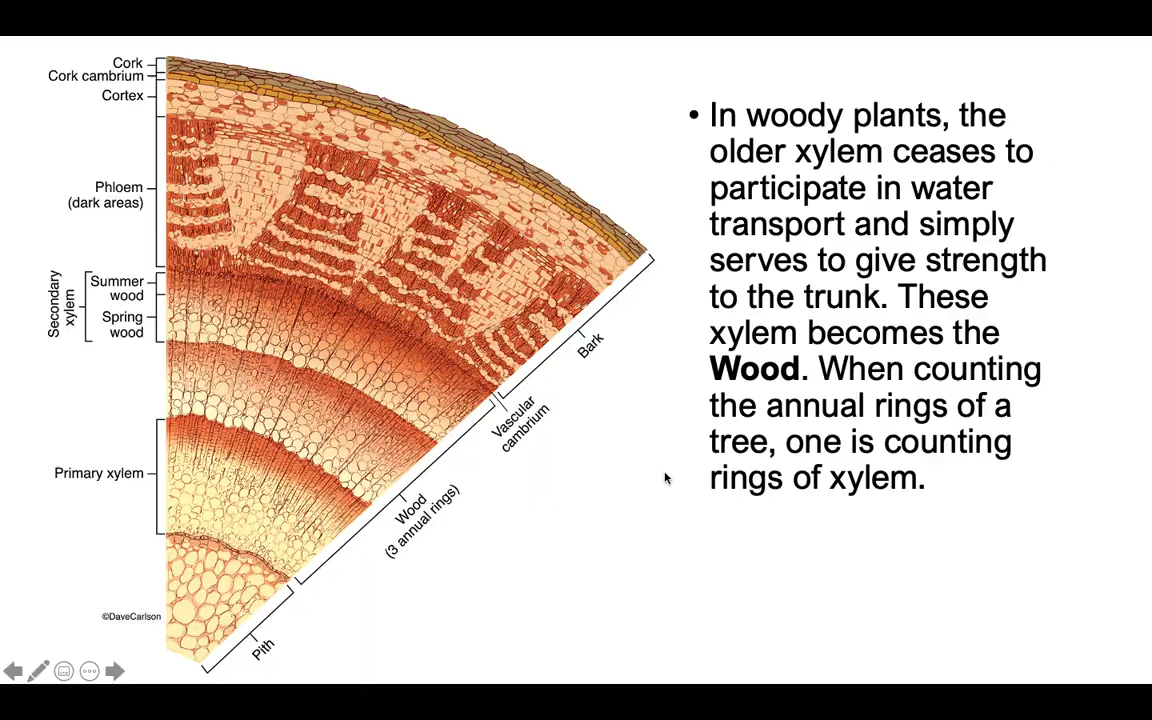 Cork
Cork cambrium
Cortex
Phloem
(dark areas)
Secondary
xylem
Summer
wood
Spring
wood
Primary xylem
Bark
Vascular
cambrium
Wood
(3 annual rings)
Pith
©DaveCarlson
• In woody plants, the
older xylem ceases to
participate in water
transport and simply
serves to give strength
to the trunk. These
xylem becomes the
Wood. When counting
the annual rings of a
tree, one is counting
rings of xylem.